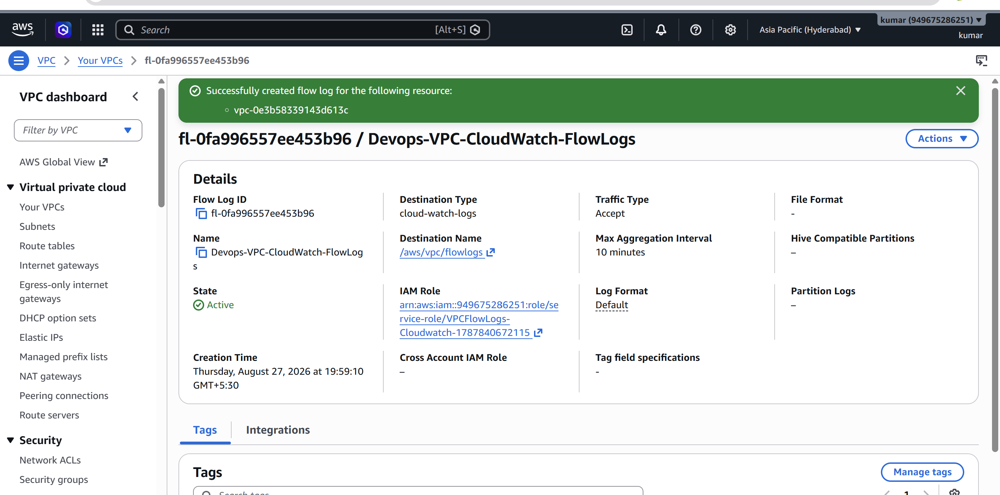 aws
Search
[Alt+S]
Asia Pacific (Hyderabad)
kumar (949675286251)
kumar
VPC
Your VPCs
fl-0fa996557ee453b96
VPC dashboard
Filter by VPC
AWS Global View
Virtual private cloud
Your VPCs
Subnets
Route tables
Internet gateways
Egress-only internet
gateways
DHCP option sets
Elastic IPs
Managed prefix lists
NAT gateways
Peering connections
Route servers
Security
Network ACLs
Security groups
Successfully created flow log for the following resource:
vpc-0e3b58339143d613c
fl-0fa996557ee453b96 / Devops-VPC-CloudWatch-FlowLogs
Actions
Details
Flow Log ID
fl-0fa996557ee453b96
Destination Type
cloud-watch-logs
Traffic Type
Accept
File Format
-
Name
Devops-VPC-CloudWatch-FlowLog
s
Destination Name
/aws/vpc/flowlogs
Max Aggregation Interval
10 minutes
Hive Compatible Partitions
–
State
Active
IAM Role
arn:aws:iam::949675286251:role/se
rvice-role/VPCFlowLogs-
Cloudwatch-1787840672115
Log Format
Default
Partition Logs
–
Creation Time
Thursday, August 27, 2026 at 19:59:10
GMT+5:30
Cross Account IAM Role
–
Tag field specifications
-
Tags
Integrations
Tags
Manage tags
Search tags
1